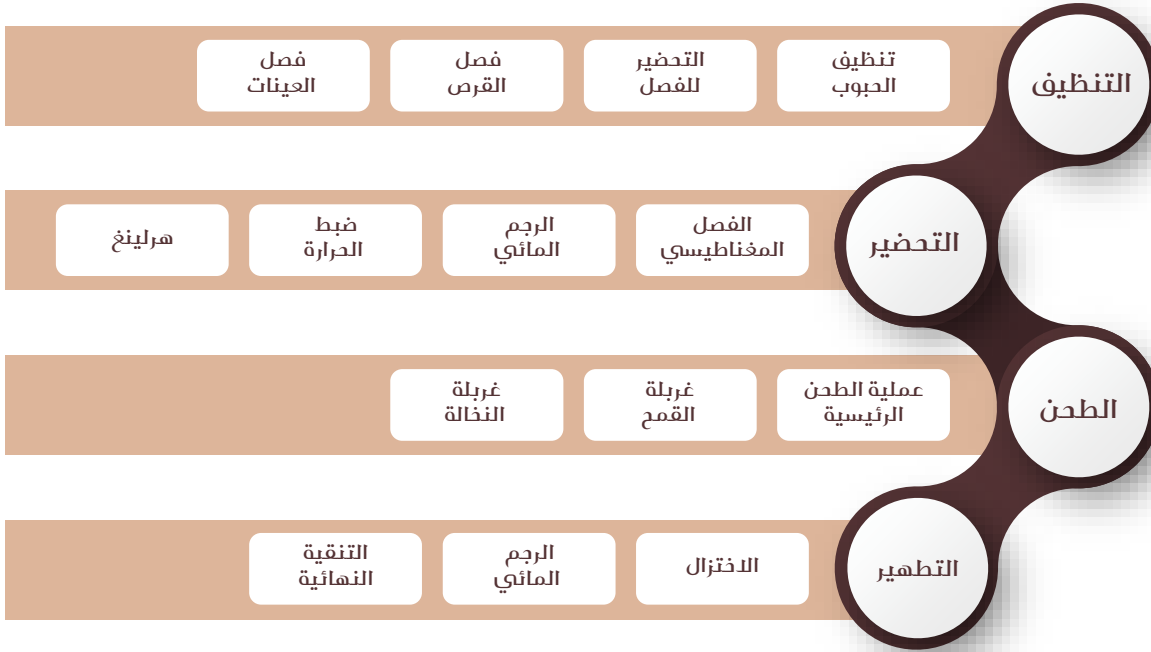 التنظيف
تنظيف
الحبوب
التحضير
للفصل
فصل
القرص
فصل
العينات
التحضير
الفصل
المغناطيسي
الرجم
المائي
ضبط
الحرارة
هرلينغ
الطحن
عملية الطحن
الرئيسية
غربلة
القمح
غربلة
النخالة
التطهير
الاختزال
الرجم
المائي
التنقية
النهائية